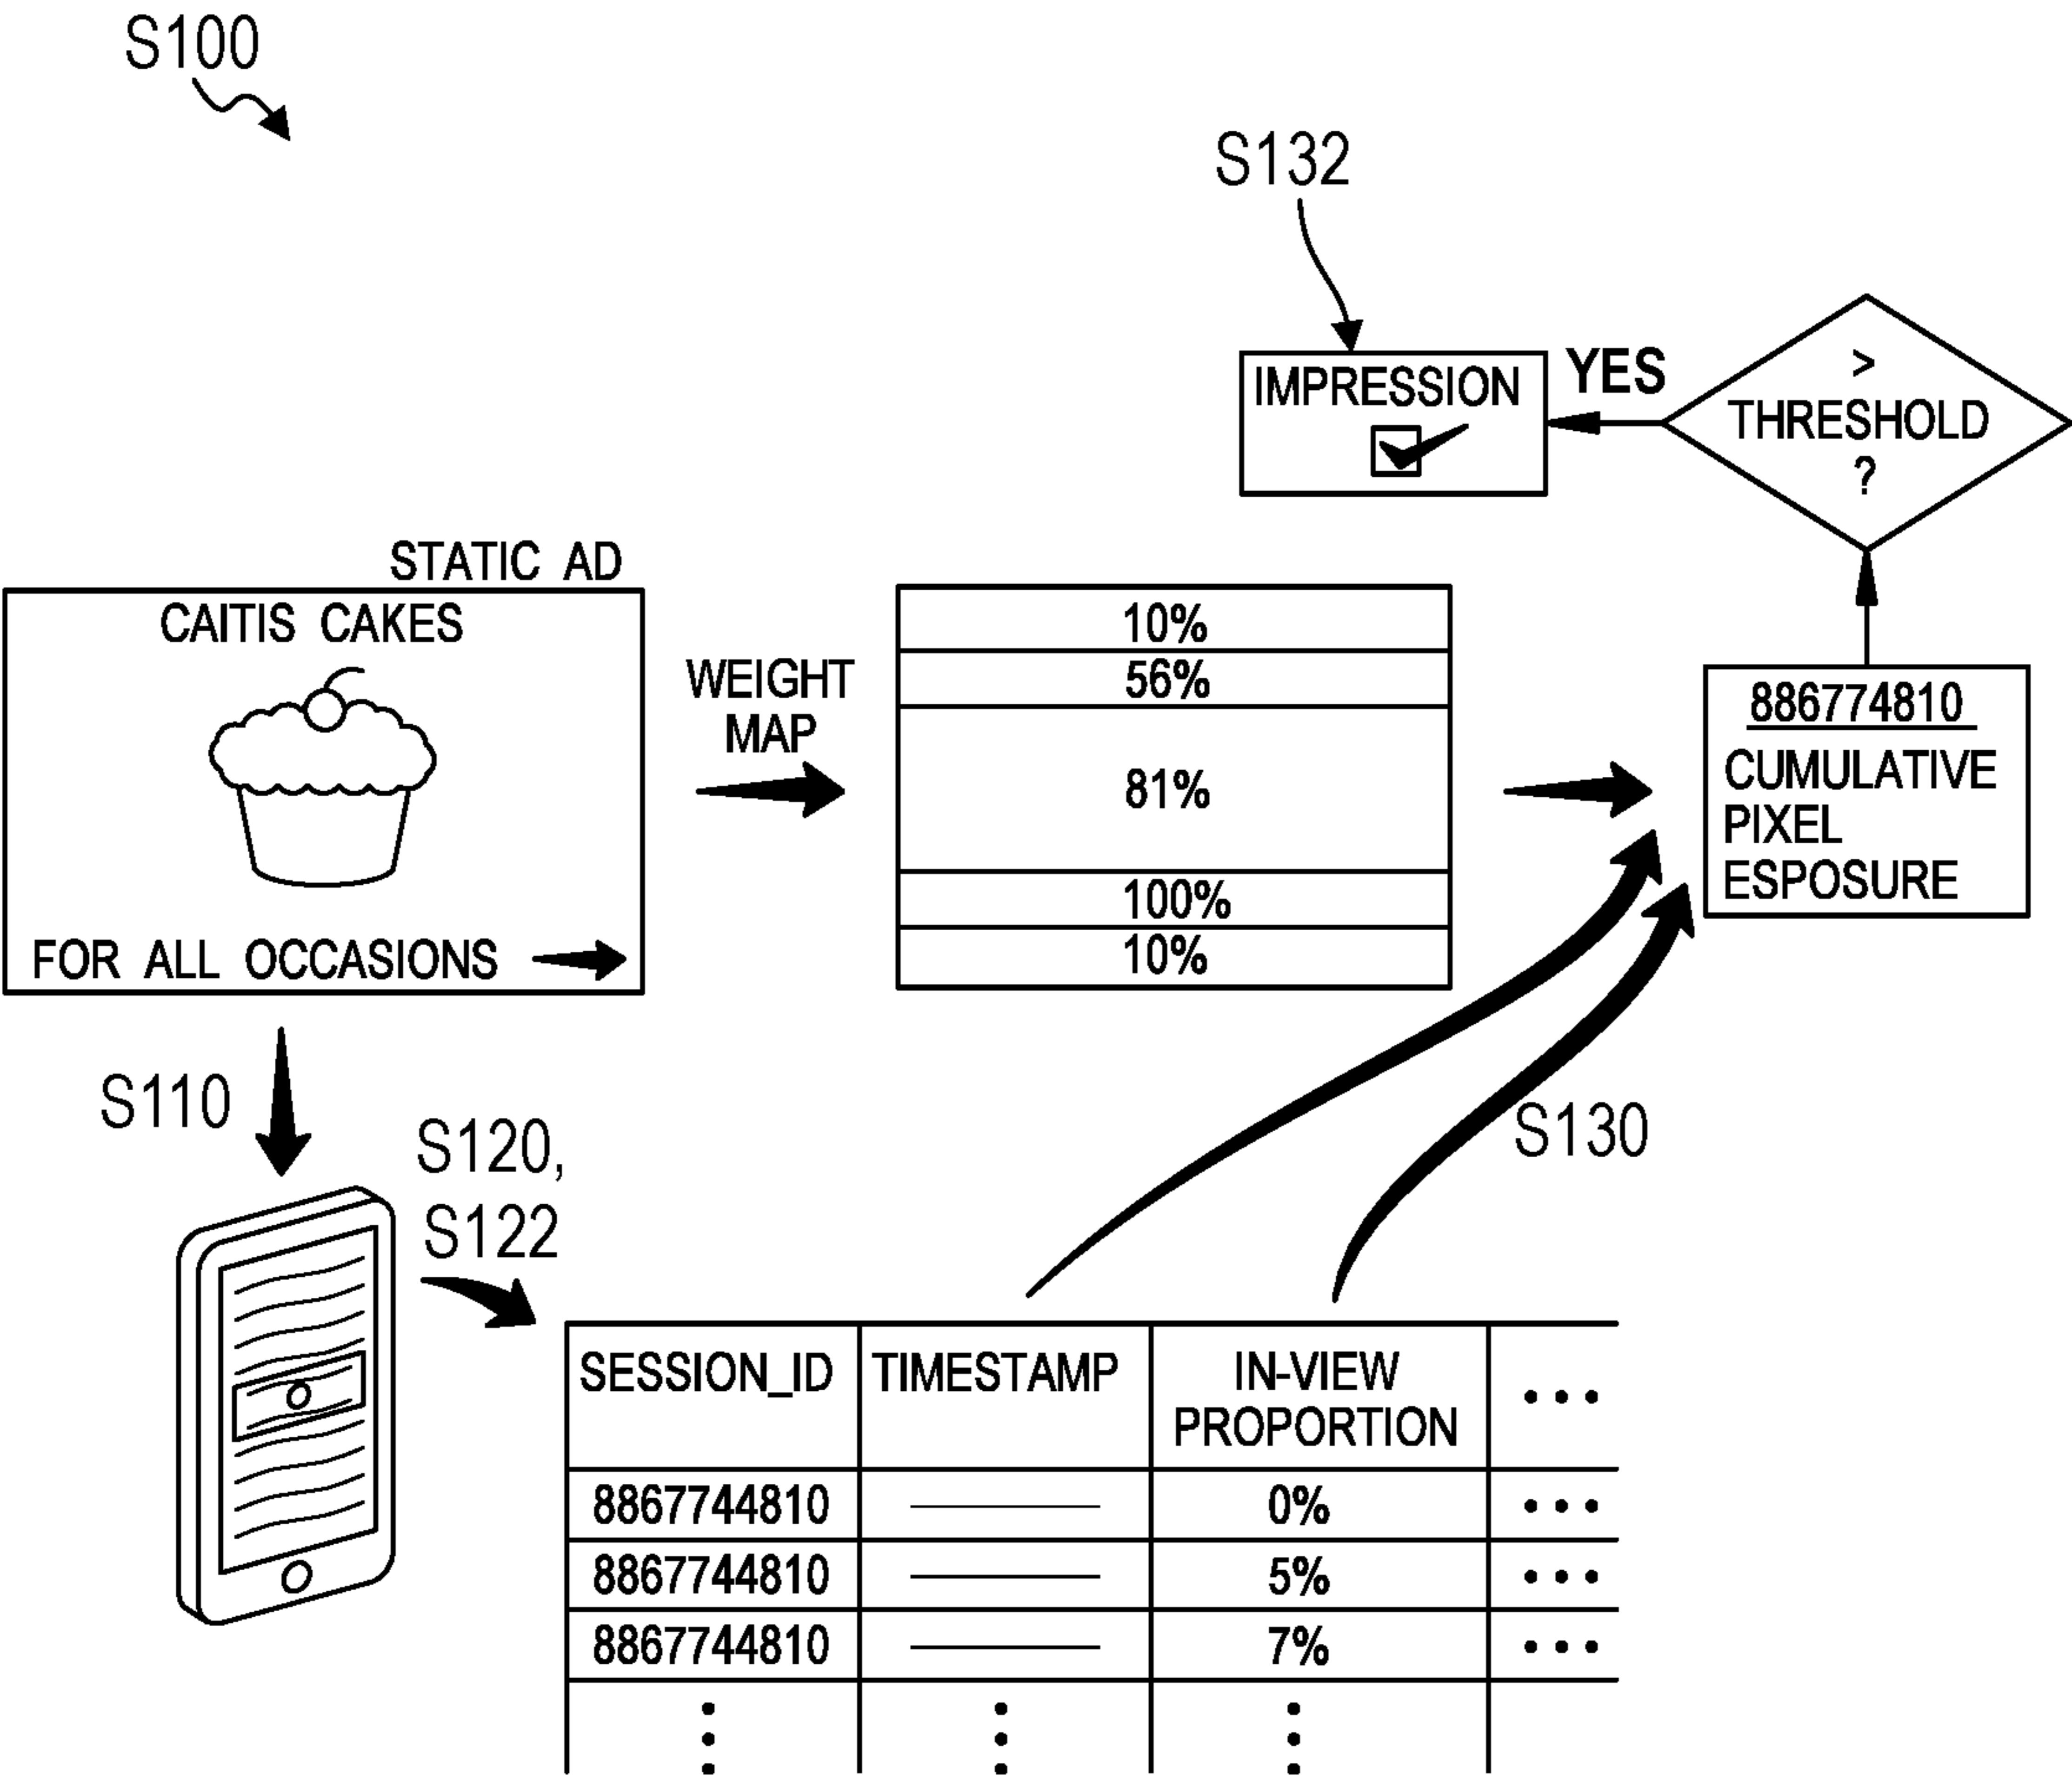 S100
S132
IMPRESSION
YES
>
THRESHOLD
?
STATIC AD
CAITIS CAKES
FOR ALL OCCASIONS
WEIGHT
MAP
10%
56%
81%
100%
10%
886774810
CUMULATIVE
PIXEL
ESPOSURE
S110
S120,
S122
S130
SESSION_ID TIMESTAMP IN-VIEW
PROPORTION
8867744810 0%
8867744810 5%
8867744810 7%